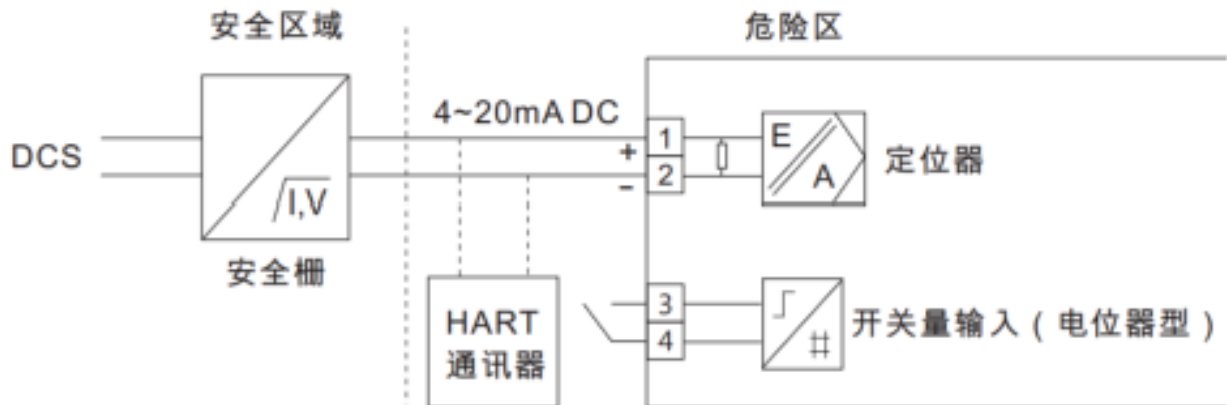 安全区域
危险区
4~20mA DC
DCS
I,V
安全栅
+
−
1
2
E
A
定位器
HART
通讯器
3
4
#
开关量输入（电位器型）